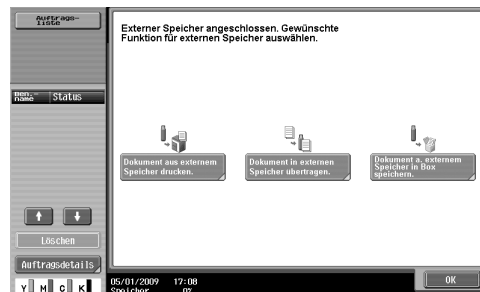 Auftrags-
liste
Externer Speicher angeschlossen. Gewünschte
Funktion für externen Speicher auswählen.
Ben.-
name
Status
Dokument aus externem
Speicher drucken.
Dokument in externen
Speicher übertragen.
Dokument a. externem
Speicher in Box
speichern.
Löschen
Auftragsdetails
Y M C K
05/01/2009 17:08
Speicher 0%
OK